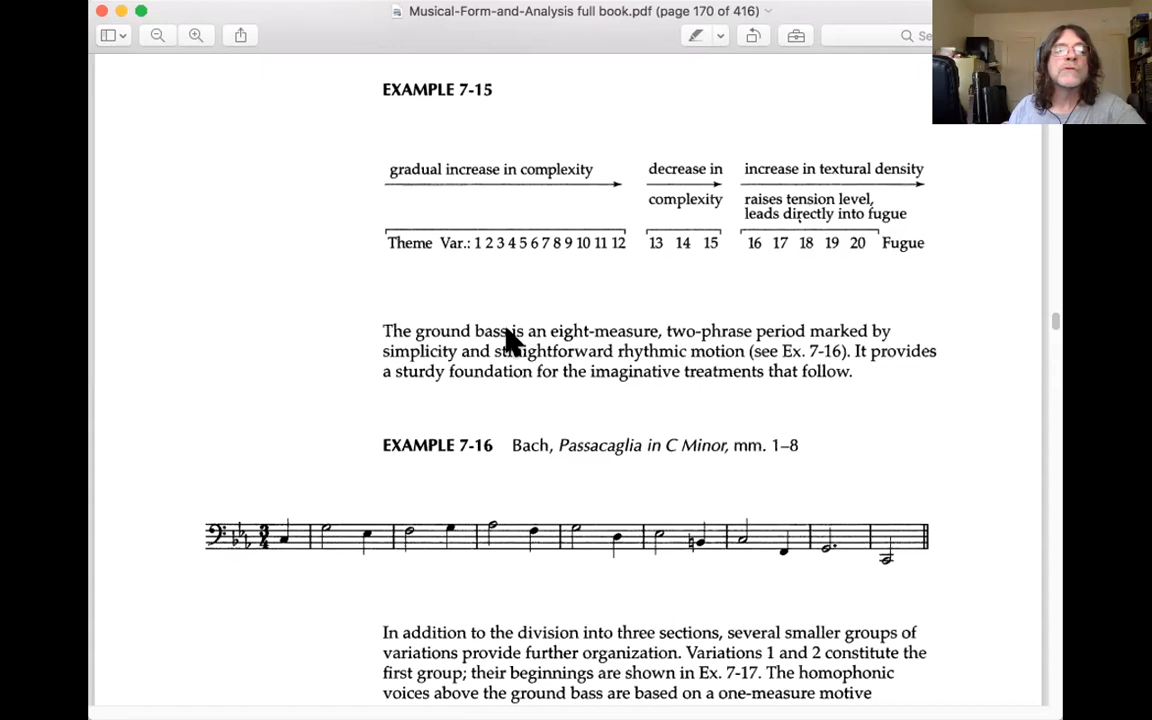 Musical-Form-and-Analysis full book.pdf (page 170 of 416)
Se
EXAMPLE 7-15
gradual increase in complexity
decrease in
complexity
increase in textural density
raises tension level,
leads directly into fugue
Theme Var.: 1 2 3 4 5 6 7 8 9 10 11 12 13 14 15 16 17 18 19 20 Fugue
The ground bass is an eight-measure, two-phrase period marked by
simplicity and straightforward rhythmic motion (see Ex. 7-16). It provides
a sturdy foundation for the imaginative treatments that follow.
EXAMPLE 7-16 Bach, Passacaglia in C Minor, mm. 1–8
3
4
In addition to the division into three sections, several smaller groups of
variations provide further organization. Variations 1 and 2 constitute the
first group; their beginnings are shown in Ex. 7-17. The homophonic
voices above the ground bass are based on a one-measure motive